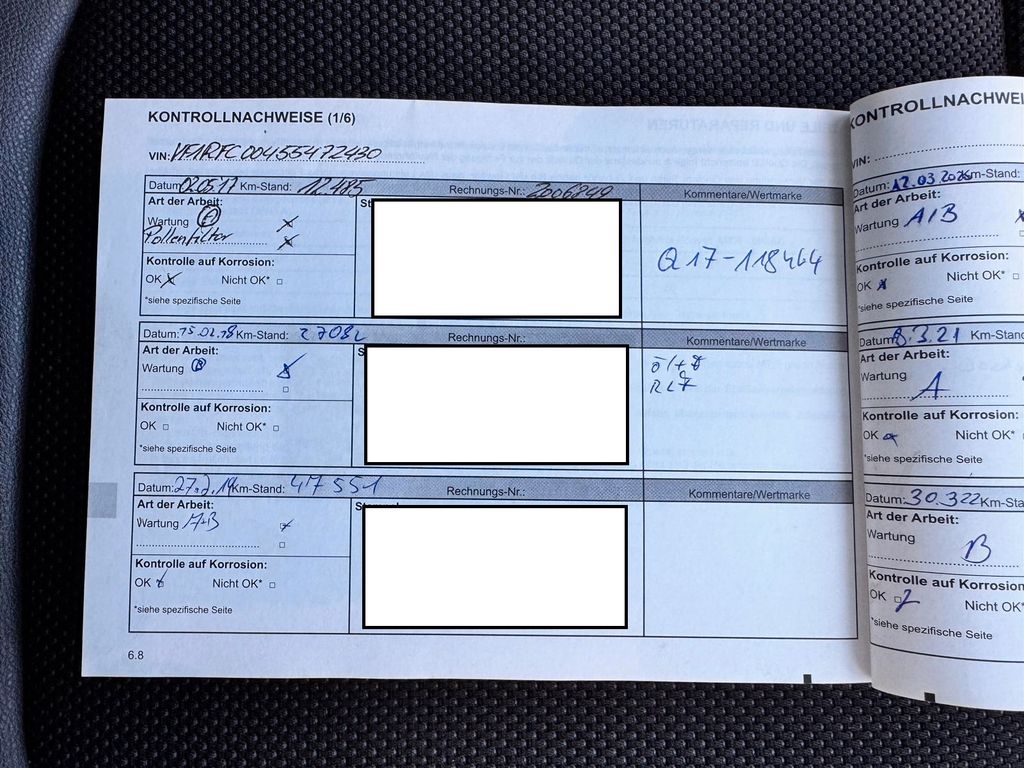 KONTROLLNACHWEISE (1/6)
VIN: VF1RFC00455472430
Datum: 02.05.17 Km-Stand: 12.485 Rechnungs-Nr.: 2006849 Kommentare/Wertmarke
Art der Arbeit:
Wartung
Pollenfilter
Q17-118464
Kontrolle auf Korrosion:
OK Nicht OK*
*siehe spezifische Seite
Datum: 15.02.18 Km-Stand: 27082 Rechnungs-Nr.: Kommentare/Wertmarke
Art der Arbeit:
Wartung B
Kontrolle auf Korrosion:
OK Nicht OK*
*siehe spezifische Seite
Datum: 27.2.19 Km-Stand: 47551 Rechnungs-Nr.: Kommentare/Wertmarke
Art der Arbeit:
Wartung A+B
Kontrolle auf Korrosion:
OK Nicht OK*
*siehe spezifische Seite
6.8
KONTROLLNACHWEI
VIN:
Datum: 12.03 Km-Stand:
Art der Arbeit:
Wartung A/B
Kontrolle auf Korrosion:
OK Nicht OK*
*siehe spezifische Seite
Datum: 8.3.21 Km-Stand
Art der Arbeit:
Wartung A
Kontrolle auf Korrosion:
OK Nicht OK*
*siehe spezifische Seite
Datum: 30.3.22 Km-Sta
Art der Arbeit:
Wartung B
Kontrolle auf Korrosion
OK Nicht OK*
*siehe spezifische Seite